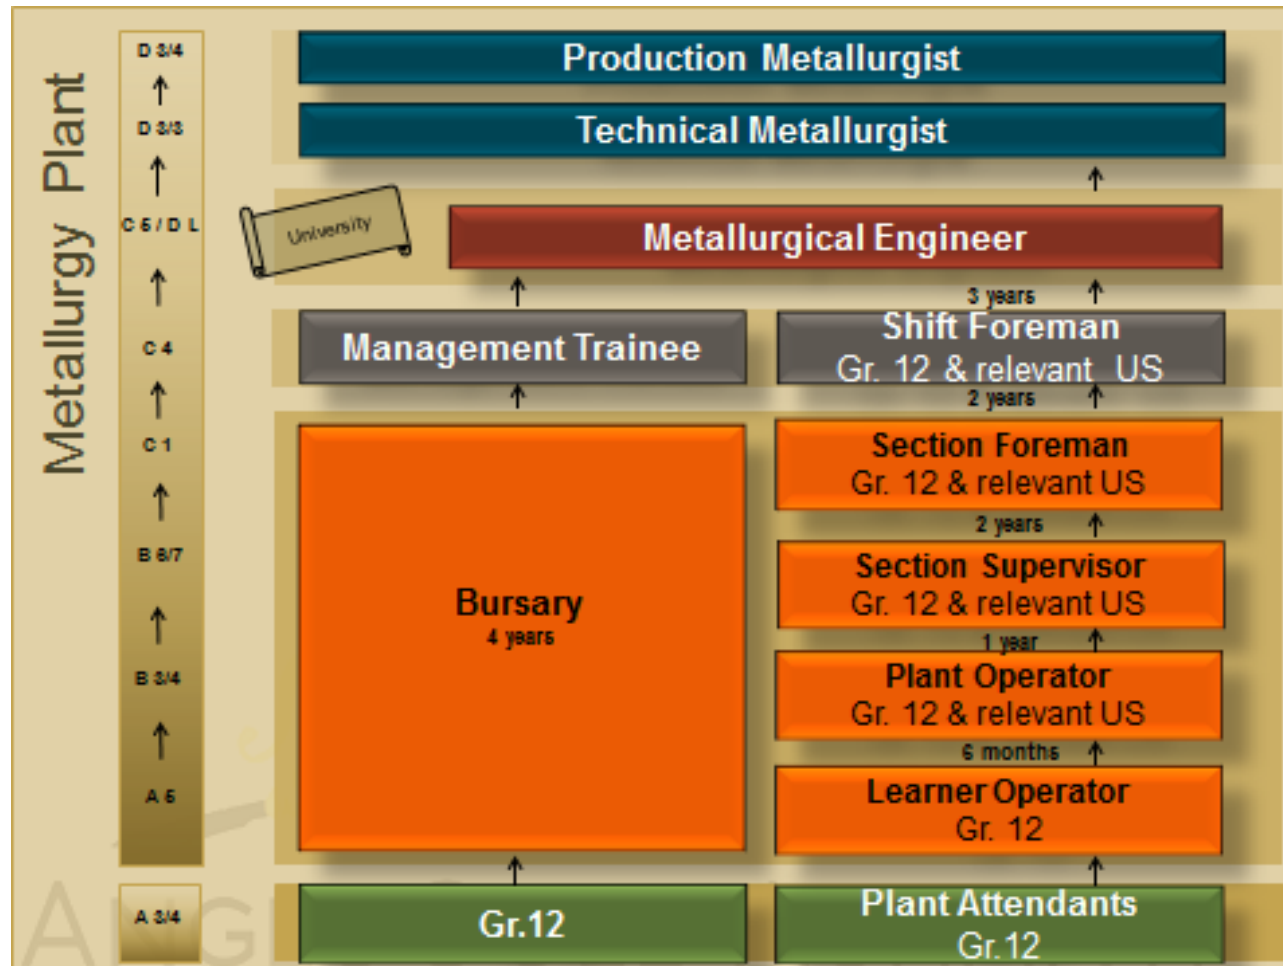 Metallurgy Plant
D 3/4
Production Metallurgist
D 3/3
Technical Metallurgist
C 5 / D L
University
Metallurgical Engineer
3 years
C 4
Management Trainee
Shift Foreman
Gr. 12 & relevant US
2 years
C 1
Section Foreman
Gr. 12 & relevant US
2 years
B 6/7
Section Supervisor
Gr. 12 & relevant US
Bursary
4 years
1 year
B 3/4
Plant Operator
Gr. 12 & relevant US
6 months
A 5
Learner Operator
Gr. 12
A 3/4
Gr.12
Plant Attendants
Gr.12